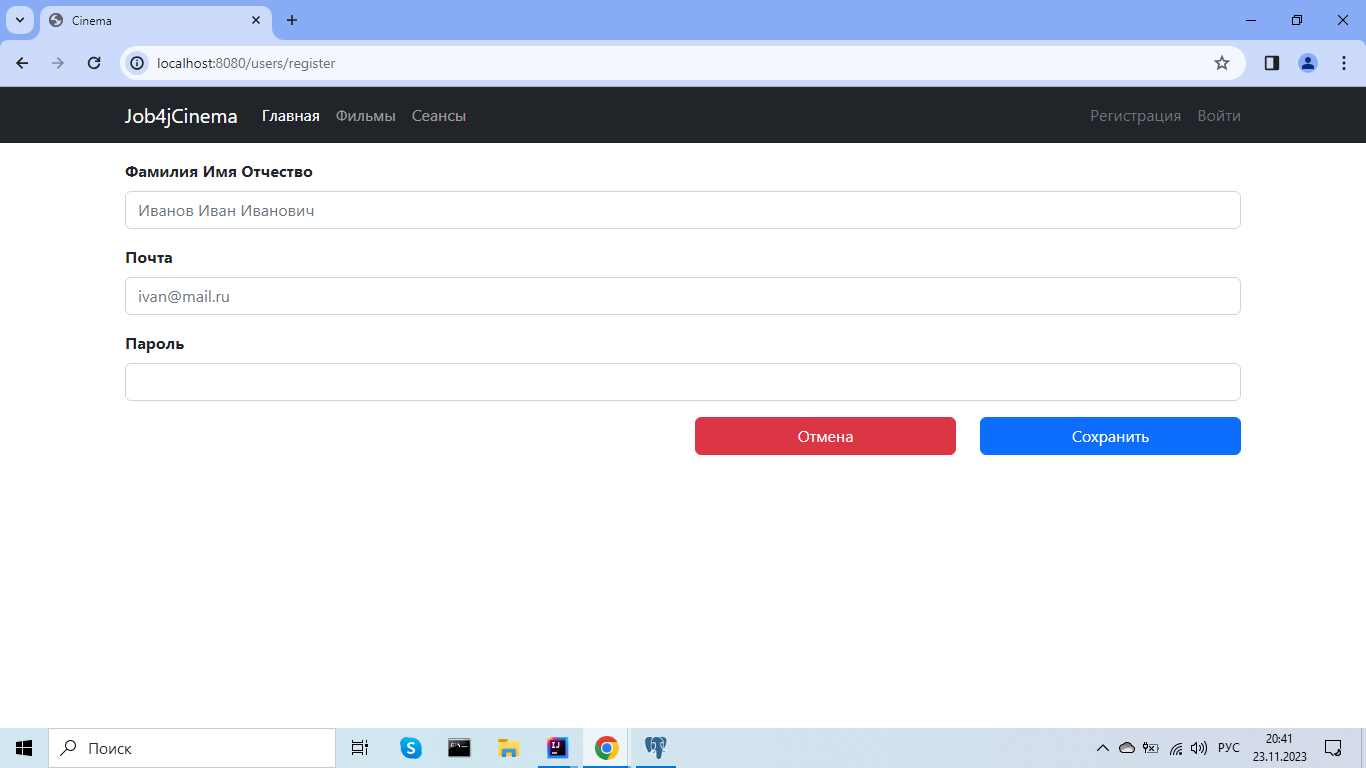 Cinema
localhost:8080/users/register
Job4jCinema Главная Фильмы Сеансы Регистрация Войти
Фамилия Имя Отчество
Иванов Иван Иванович
Почта
ivan@mail.ru
Пароль
Отмена Сохранить
Поиск
РУС
20:41
23.11.2023